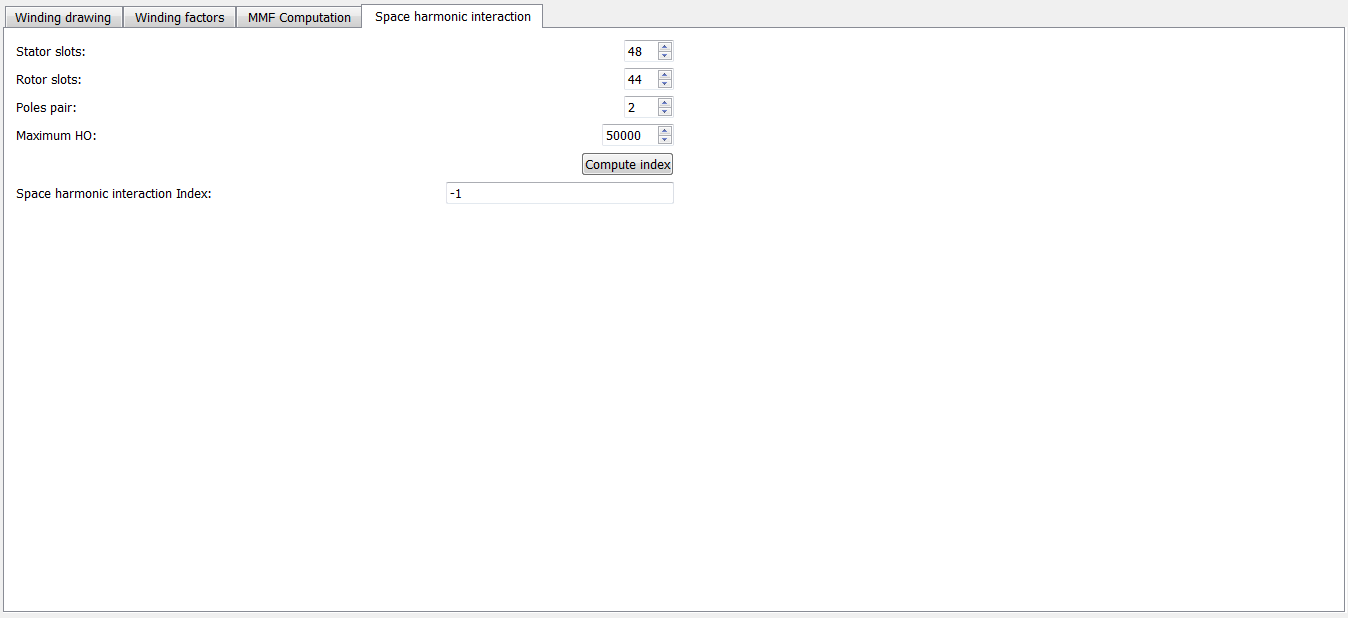 Winding drawing Winding factors MMF Computation Space harmonic interaction
Stator slots: 48
Rotor slots: 44
Poles pair: 2
Maximum HO: 50000
Compute index
Space harmonic interaction Index: -1